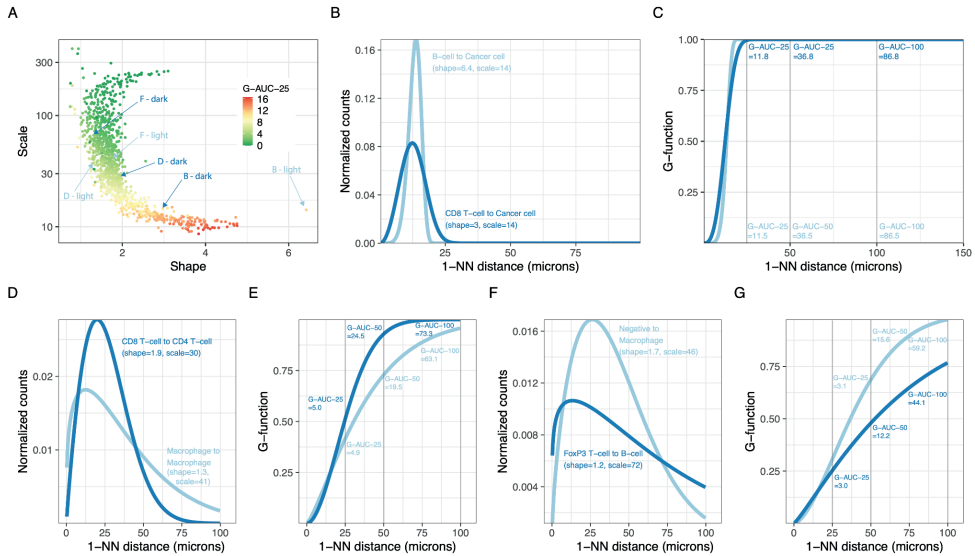 A
300
100
30
10
Scale
2
4
6
Shape
G−AUC−25
16
12
8
4
0
F - dark
F - light
D - dark
B - dark
B - light
D - light
B
0.16
0.12
0.08
0.04
0.00
Normalized counts
B−cell to Cancer cell
(shape=6.4, scale=14)
CD8 T−cell to Cancer cell
(shape=3, scale=14)
25
50
75
1−NN distance (microns)
C
1.00
0.75
0.50
0.25
G−function
G−AUC−25
=11.8
G−AUC−25
=36.8
G−AUC−100
=86.8
G−AUC−25
=11.5
G−AUC−50
=36.5
G−AUC−100
=86.5
50
100
150
1−NN distance (microns)
D
0.02
0.01
Normalized counts
CD8 T−cell to CD4 T−cell
(shape=1.9, scale=30)
Macrophage to
Macrophage
(shape=1.3,
scale=41)
0
25
50
75
100
1−NN distance (microns)
E
1.00
0.75
0.50
0.25
G−function
G−AUC−50
=24.5
G−AUC−100
=73.3
G−AUC−100
=63.1
G−AUC−50
=19.5
G−AUC−25
=5.0
G−AUC−25
=4.9
0
25
50
75
100
1−NN distance (microns)
F
0.016
0.012
0.008
0.004
Normalized counts
Negative to
Macrophage
(shape=1.7, scale=46)
FoxP3 T−cell to B−cell
(shape=1.2, scale=72)
0
25
50
75
100
1−NN distance (microns)
G
1.00
0.75
0.50
0.25
G−function
G−AUC−50
=15.6
G−AUC−100
=59.2
G−AUC−25
=3.1
G−AUC−100
=44.1
G−AUC−50
=12.2
G−AUC−25
=3.0
0
25
50
75
100
1−NN distance (microns)